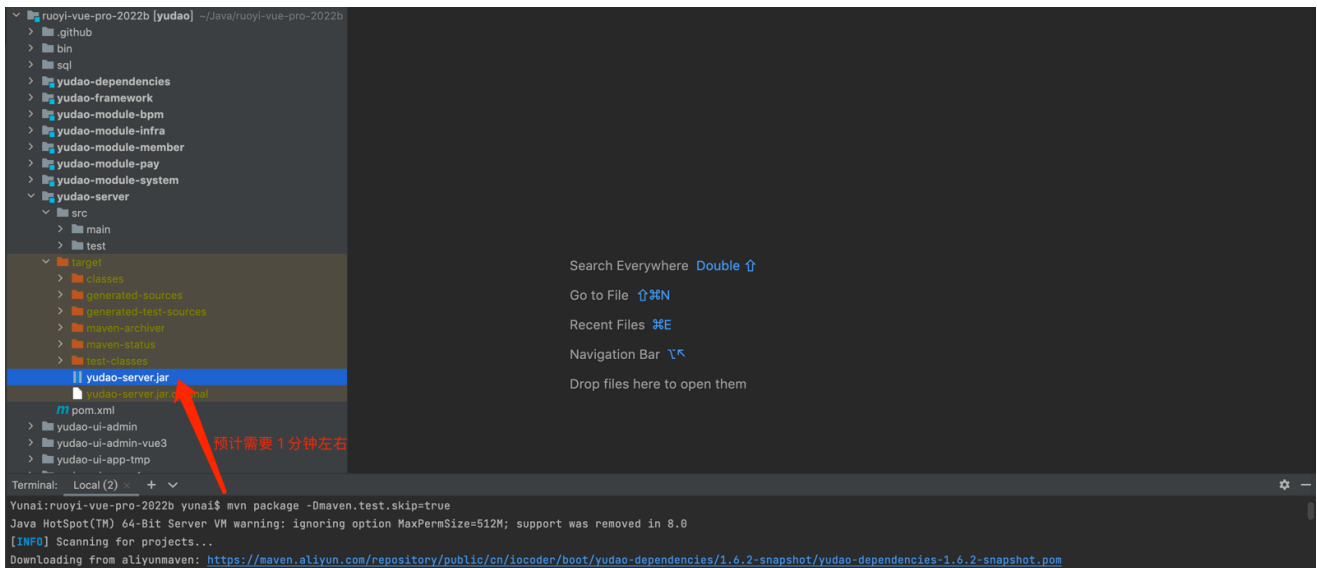 ruoyi-vue-pro-2022b [yudao] ~/Java/ruoyi-vue-pro-2022b
.github
bin
sql
yudao-dependencies
yudao-framework
yudao-module-bpm
yudao-module-infra
yudao-module-member
yudao-module-pay
yudao-module-system
yudao-server
src
main
test
target
classes
generated-sources
generated-test-sources
maven-archiver
maven-status
test-classes
yudao-server.jar
pom.xml
yudao-ui-admin
yudao-ui-admin-vue3
预计需要 1 分钟左右
yudao-ui-app-tmp
Search Everywhere Double ⇧
Go to File ⇧⌘N
Recent Files ⌘E
Navigation Bar ⌥↖
Drop files here to open them
Terminal: Local (2) × +
Yunai:ruoyi-vue-pro-2022b yunai$ mvn package -Dmaven.test.skip=true
Java HotSpot(TM) 64-Bit Server VM warning: ignoring option MaxPermSize=512M; support was removed in 8.0
[INFO] Scanning for projects...
Downloading from aliyunmaven: https://maven.aliyun.com/repository/public/cn/iocoder/boot/yudao-dependencies/1.6.2-snapshot/yudao-dependencies-1.6.2-snapshot.pom